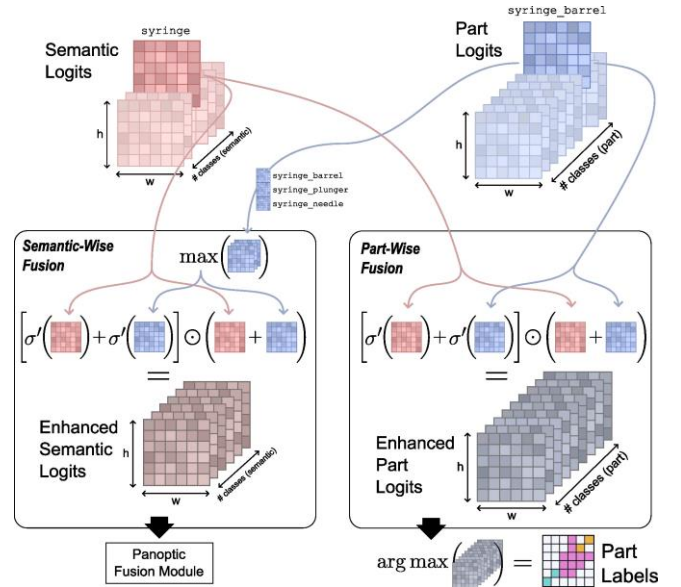 syringe
Semantic
Logits
h
w
# classes (semantic)
syringe_barrel
Part
Logits
h
w
# classes (part)
syringe_barrel
syringe_plunger
syringe_needle
Semantic-Wise
Fusion
max( )
[σ′( )+σ′( )]⊙( + )
=
Enhanced
Semantic
Logits
h
w
# classes (semantic)
Panoptic
Fusion Module
Part-Wise
Fusion
[σ′( )+σ′( )]⊙( + )
=
Enhanced
Part
Logits
h
w
# classes (part)
arg max( ) =
Part
Labels